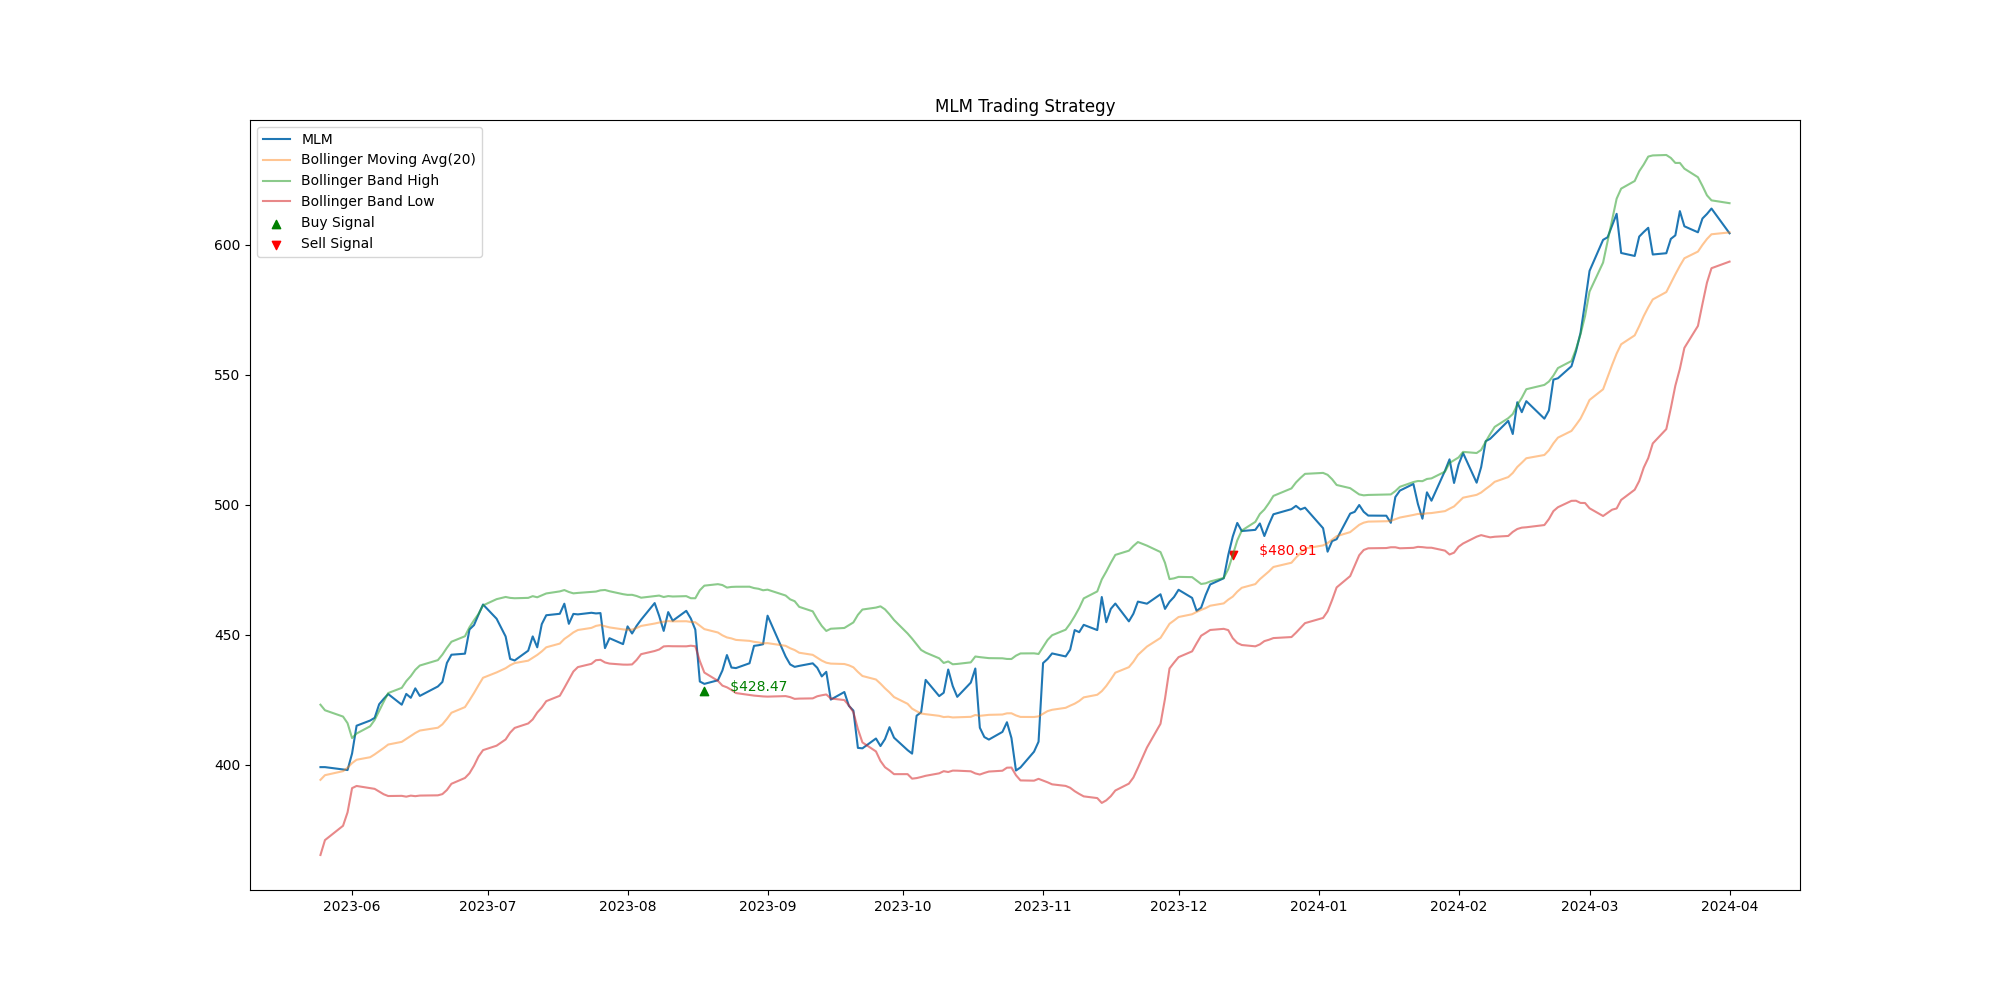 MLM Trading Strategy
MLM
Bollinger Moving Avg(20)
Bollinger Band High
Bollinger Band Low
Buy Signal
Sell Signal
600
550
500
450
400
$480.91
$428.47
2023-06 2023-07 2023-08 2023-09 2023-10 2023-11 2023-12 2024-01 2024-02 2024-03 2024-04